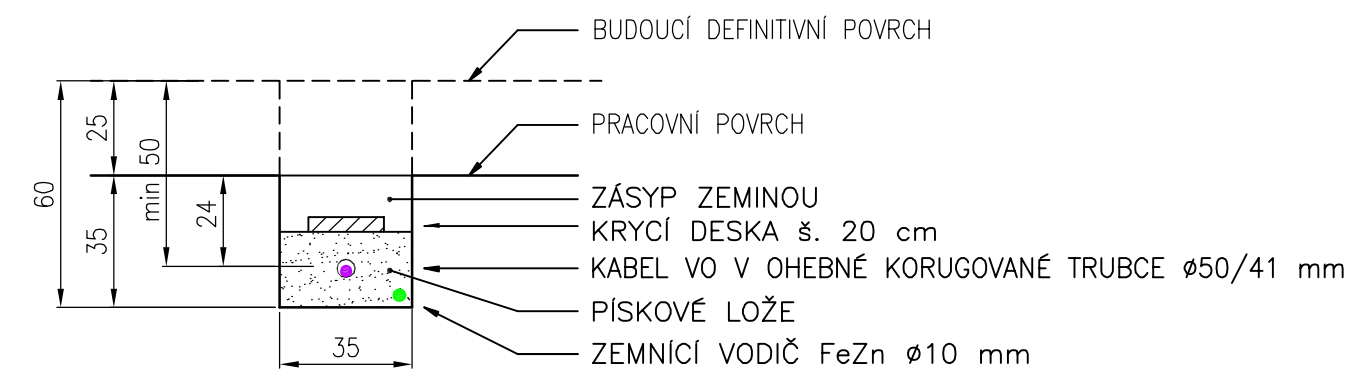 BUDOUCÍ DEFINITIVNÍ POVRCH
PRACOVNÍ POVRCH
ZÁSYP ZEMINOU
KRYCÍ DESKA š. 20 cm
KABEL VO V OHEBNÉ KORUGOVANÉ TRUBCE ø50/41 mm
PÍSKOVÉ LOŽE
ZEMNÍCÍ VODIČ FeZn ø10 mm
60
25
35
min 50
24
35